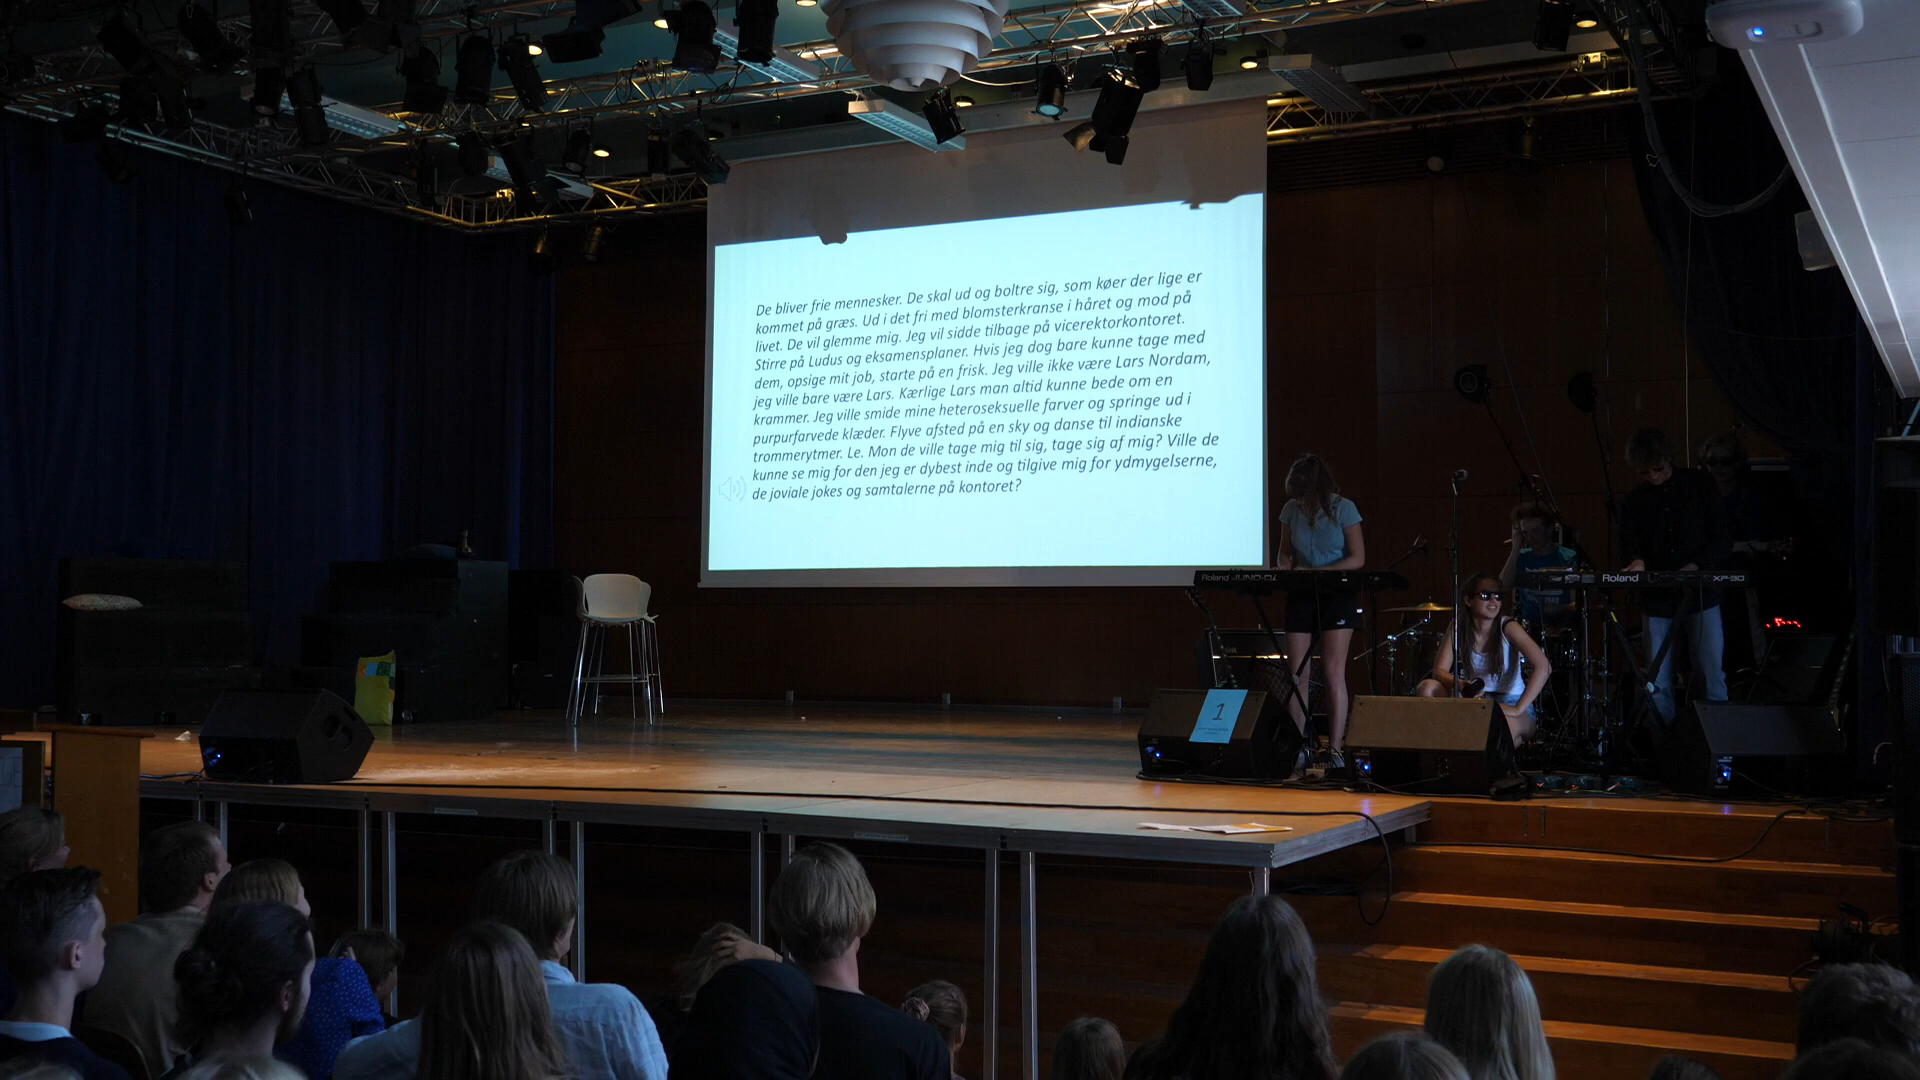 De bliver frie mennesker. De skal ud og boltre sig, som køer der lige er
kommet på græs. Ud i det fri med blomsterkranse i håret og mod på
livet. De vil glemme mig. Jeg vil sidde tilbage på vicerektorkontoret.
Stirre på Ludus og eksamensplaner. Hvis jeg dog bare kunne tage med
dem, opsige mit job, starte på en frisk. Jeg ville ikke være Lars Nordam,
jeg ville bare være Lars. Kærlige Lars man altid kunne bede om en
krammer. Jeg ville smide mine heteroseksuelle farver og springe ud i
purpurfarvede klæder. Flyve afsted på en sky og danse til indianske
trommerytmer. Le. Mon de ville tage mig til sig, tage sig af mig? Ville de
kunne se mig for den jeg er dybest inde og tilgive mig for ydmygelserne,
de joviale jokes og samtalerne på kontoret?
Roland JUNO-Di
Roland XP-30
1